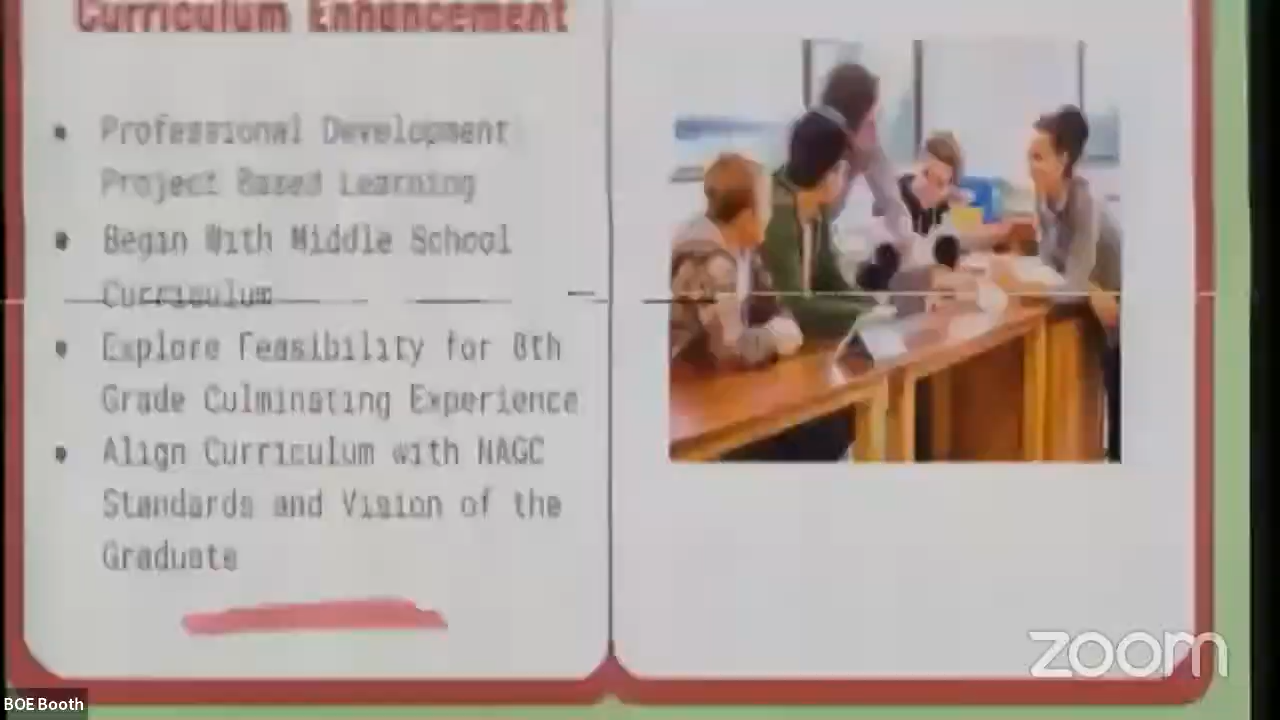 Curriculum Enhancement
• Professional Development
Project Based Learning
• Begin With Middle School
Curriculum
• Explore Feasibility for 8th
Grade Culminating Experience
• Align Curriculum with NAGC
Standards and Vision of the
Graduate
zoom
BOE Booth